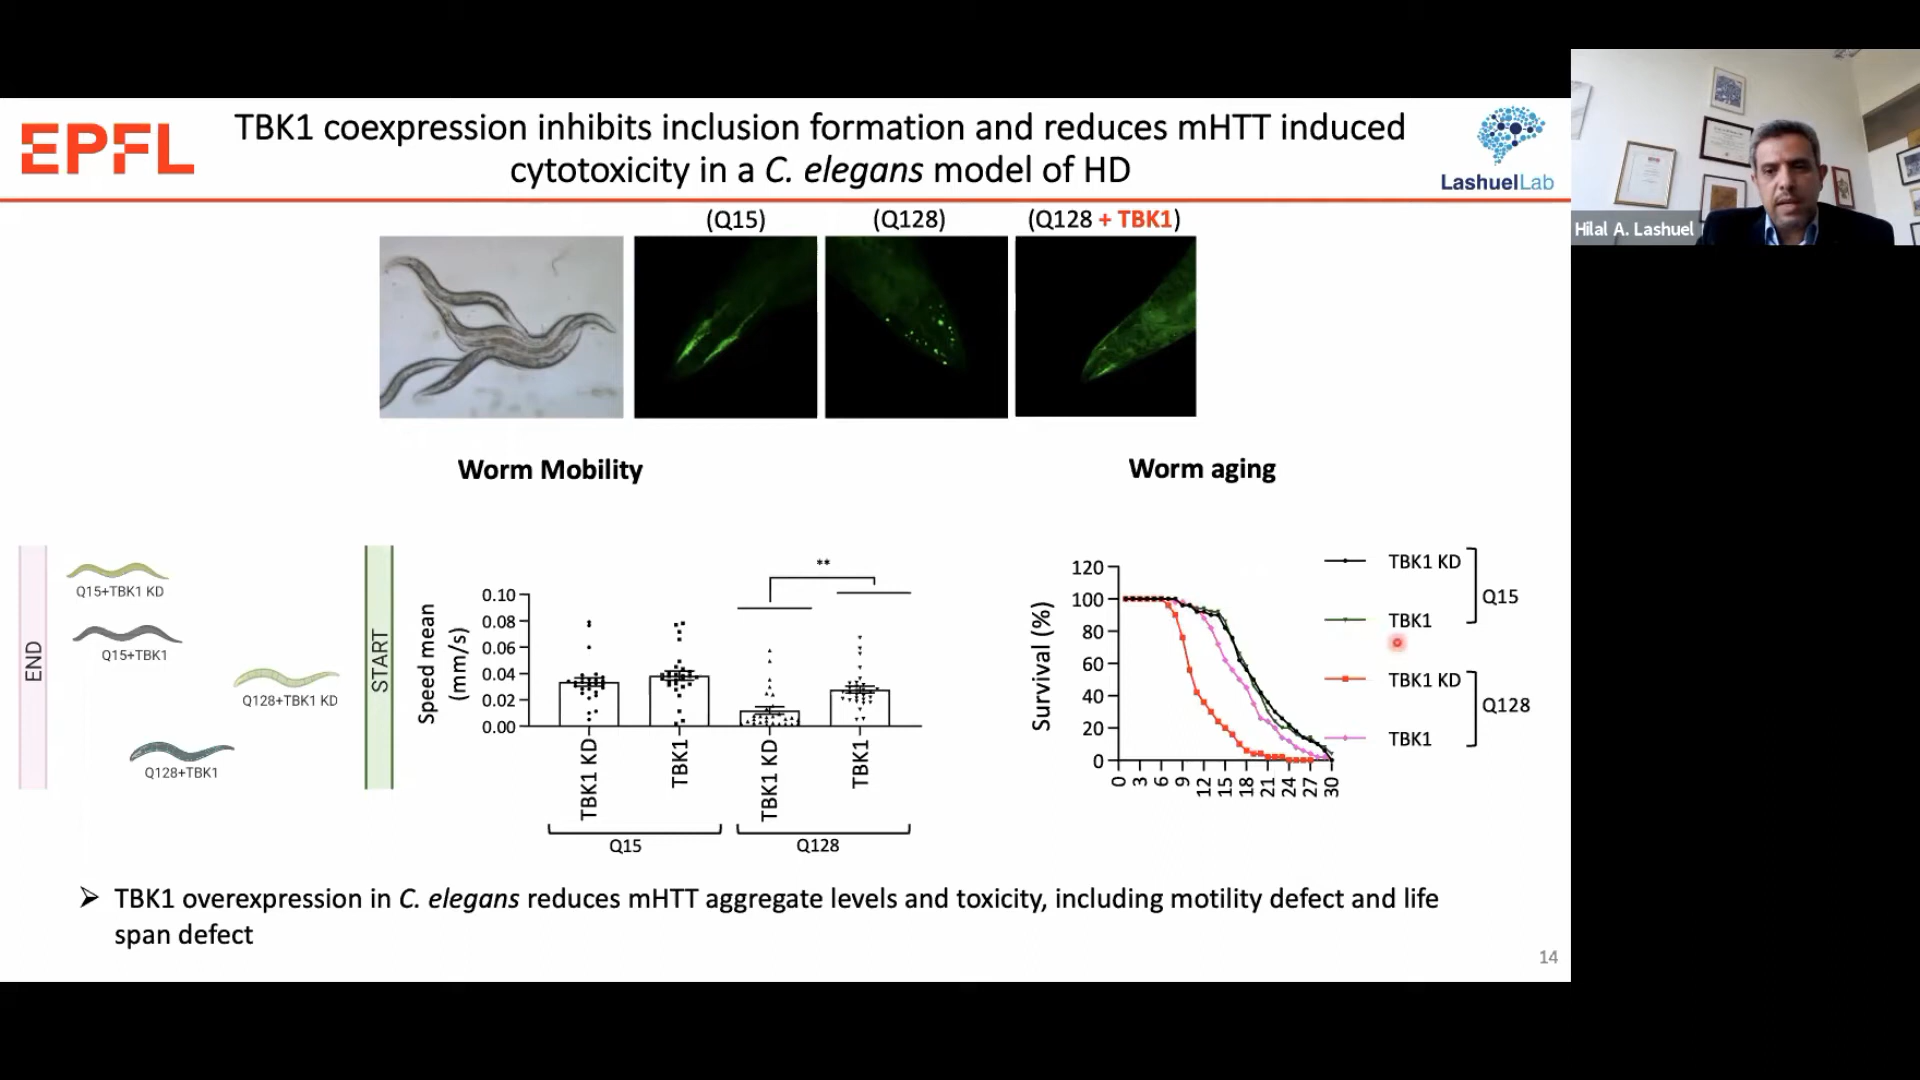 EPFL
TBK1 coexpression inhibits inclusion formation and reduces mHTT induced
cytotoxicity in a C. elegans model of HD
LashuelLab
Hilal A. Lashuel
(Q15)
(Q128)
(Q128 + TBK1)
Worm Mobility
Worm aging
END
Q15+TBK1 KD
Q15+TBK1
Q128+TBK1 KD
Q128+TBK1
START
Speed mean
(mm/s)
0.10
0.08
0.06
0.04
0.02
0.00
**
TBK1 KD
TBK1
TBK1 KD
TBK1
Q15
Q128
Survival (%)
120
100
80
60
40
20
0
0 3 6 9 12 15 18 21 24 27 30
TBK1 KD
TBK1
Q15
TBK1 KD
TBK1
Q128
➢ TBK1 overexpression in C. elegans reduces mHTT aggregate levels and toxicity, including motility defect and life
span defect
14